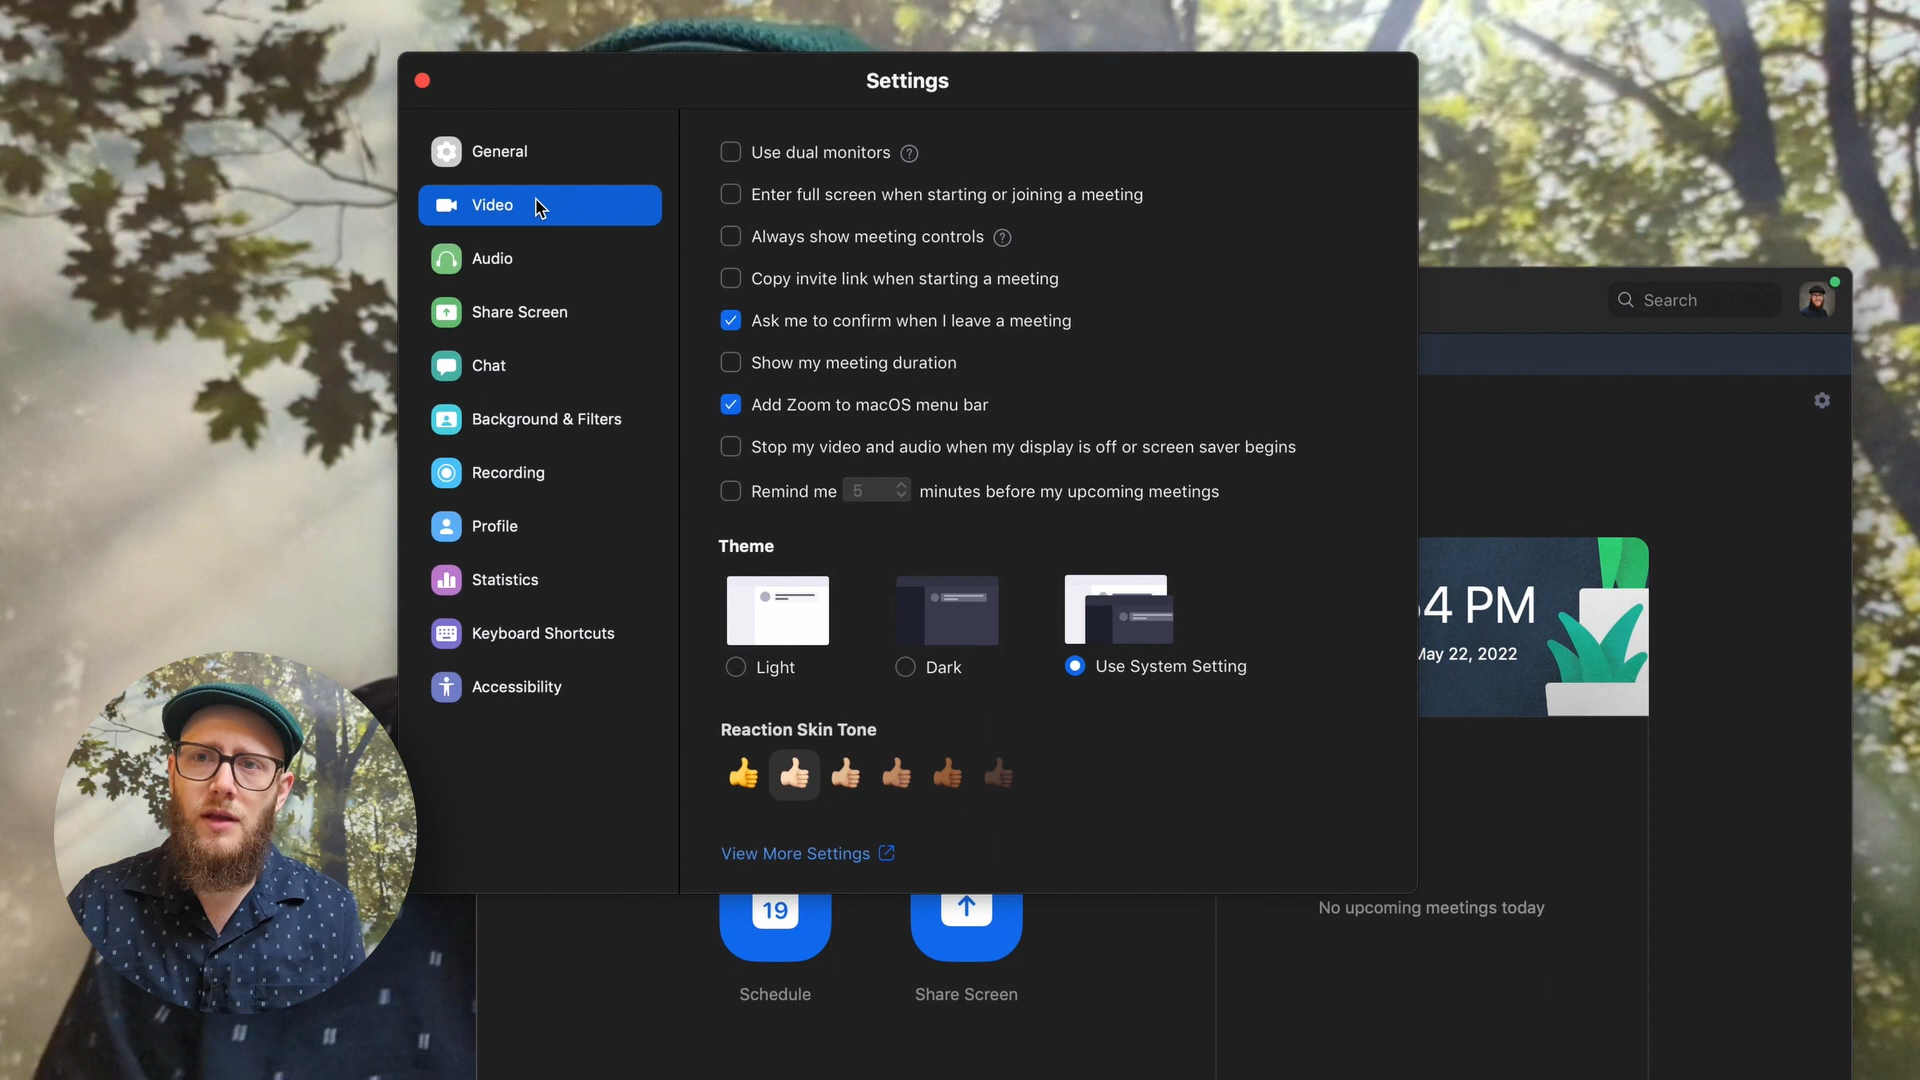 Settings
General
Video
Audio
Share Screen
Chat
Background & Filters
Recording
Profile
Statistics
Keyboard Shortcuts
Accessibility
Use dual monitors ?
Enter full screen when starting or joining a meeting
Always show meeting controls ?
Copy invite link when starting a meeting
Ask me to confirm when I leave a meeting
Show my meeting duration
Add Zoom to macOS menu bar
Stop my video and audio when my display is off or screen saver begins
Remind me 5 minutes before my upcoming meetings
Theme
Light
Dark
Use System Setting
Reaction Skin Tone
View More Settings
Search
4 PM
May 22, 2022
No upcoming meetings today
19
Schedule
Share Screen